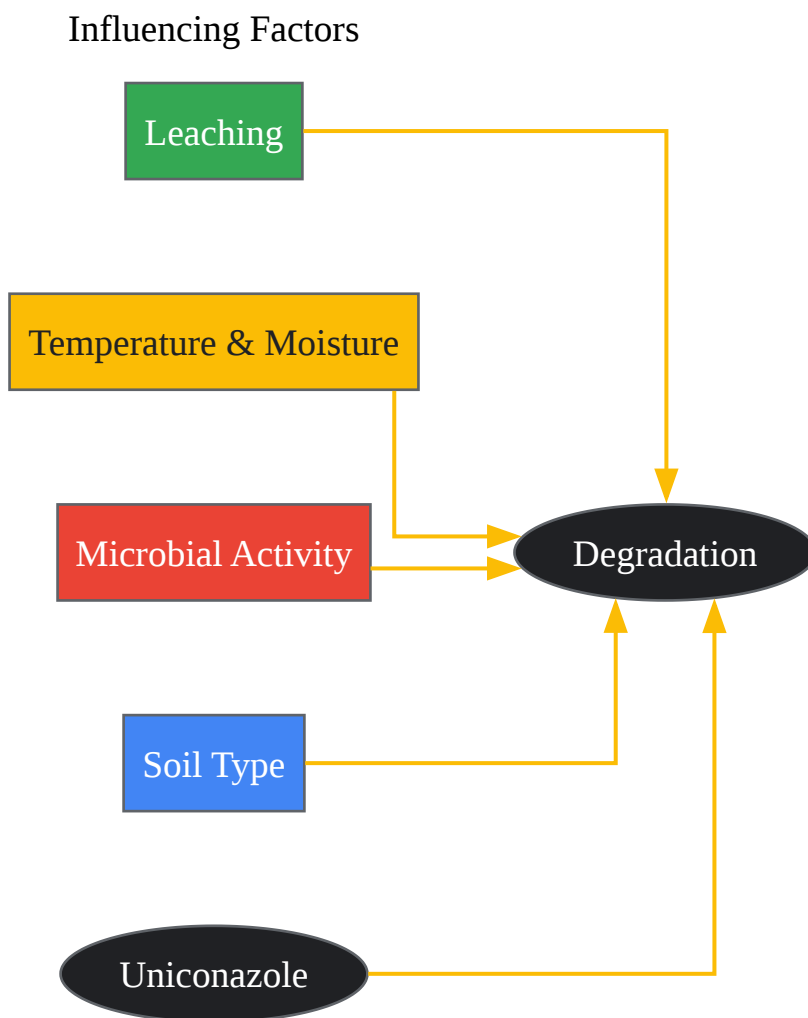 Influencing Factors
Leaching
Temperature & Moisture
Microbial Activity
Degradation
Soil Type
Uniconazole